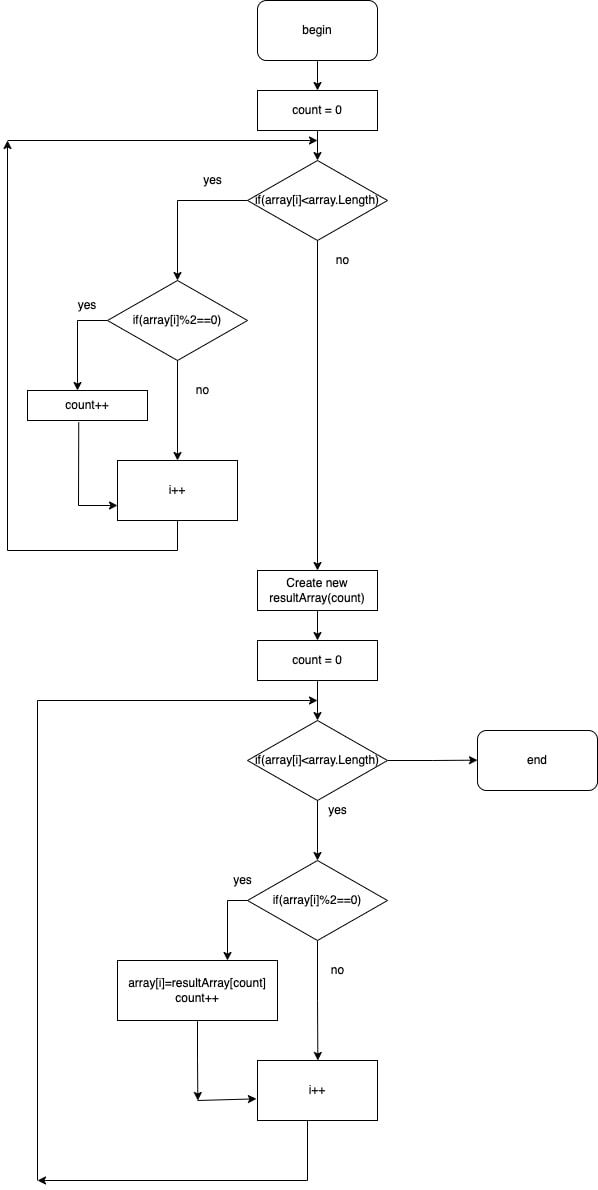 begin
count = 0
if(array[i]<array.Length)
yes
no
if(array[i]%2==0)
yes
no
count++
i++
Create new
resultArray(count)
count = 0
if(array[i]<array.Length)
end
yes
if(array[i]%2==0)
yes
no
array[i]=resultArray[count]
count++
i++